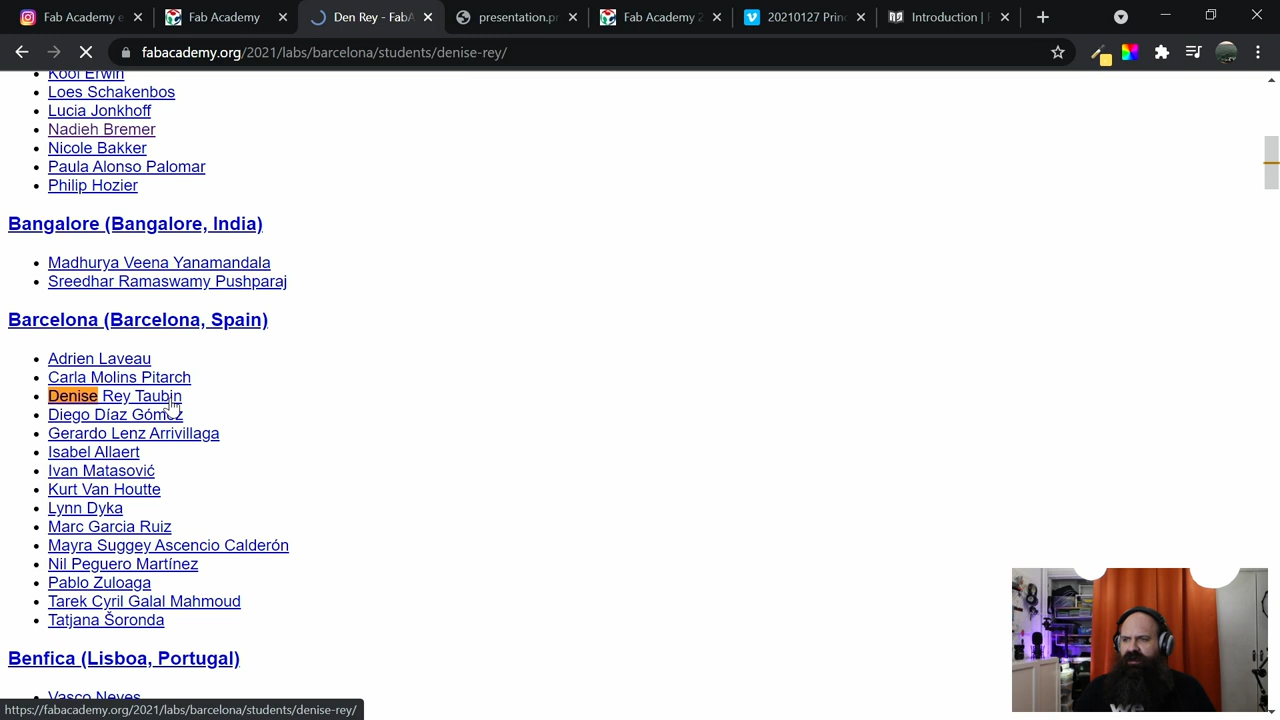 Fab Academy e
Fab Academy
Den Rey - FabA
presentation.pr
Fab Academy 2
20210127 Princ
Introduction | F
fabacademy.org/2021/labs/barcelona/students/denise-rey/
Kool Erwin
Loes Schakenbos
Lucia Jonkhoff
Nadieh Bremer
Nicole Bakker
Paula Alonso Palomar
Philip Hozier
Bangalore (Bangalore, India)
Madhurya Veena Yanamandala
Sreedhar Ramaswamy Pushparaj
Barcelona (Barcelona, Spain)
Adrien Laveau
Carla Molins Pitarch
Denise Rey Taubin
Diego Díaz Gómez
Gerardo Lenz Arrivillaga
Isabel Allaert
Ivan Matasović
Kurt Van Houtte
Lynn Dyka
Marc Garcia Ruiz
Mayra Suggey Ascencio Calderón
Nil Peguero Martínez
Pablo Zuloaga
Tarek Cyril Galal Mahmoud
Tatjana Šoronda
Benfica (Lisboa, Portugal)
Vasco Neves
https://fabacademy.org/2021/labs/barcelona/students/denise-rey/